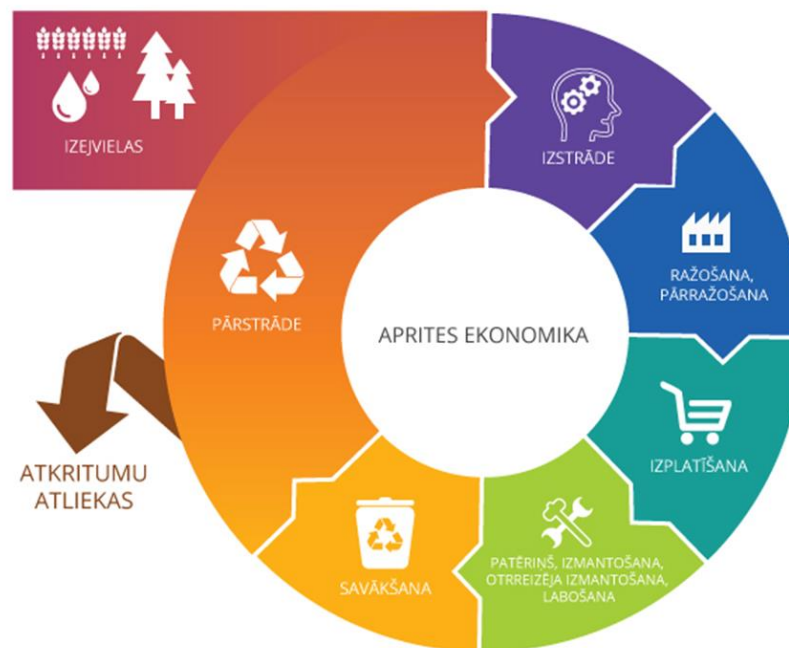 IZEJVIELAS
IZSTRĀDE
RAŽOŠANA,
PĀRRAŽOŠANA
PĀRSTRĀDE
APRITES EKONOMIKA
IZPLATĪŠANA
ATKRITUMU
ATLIEKAS
SAVĀKŠANA
PATĒRIŅŠ, IZMANTOŠANA,
OTRREIZĒJA IZMANTOŠANA,
LABOŠANA